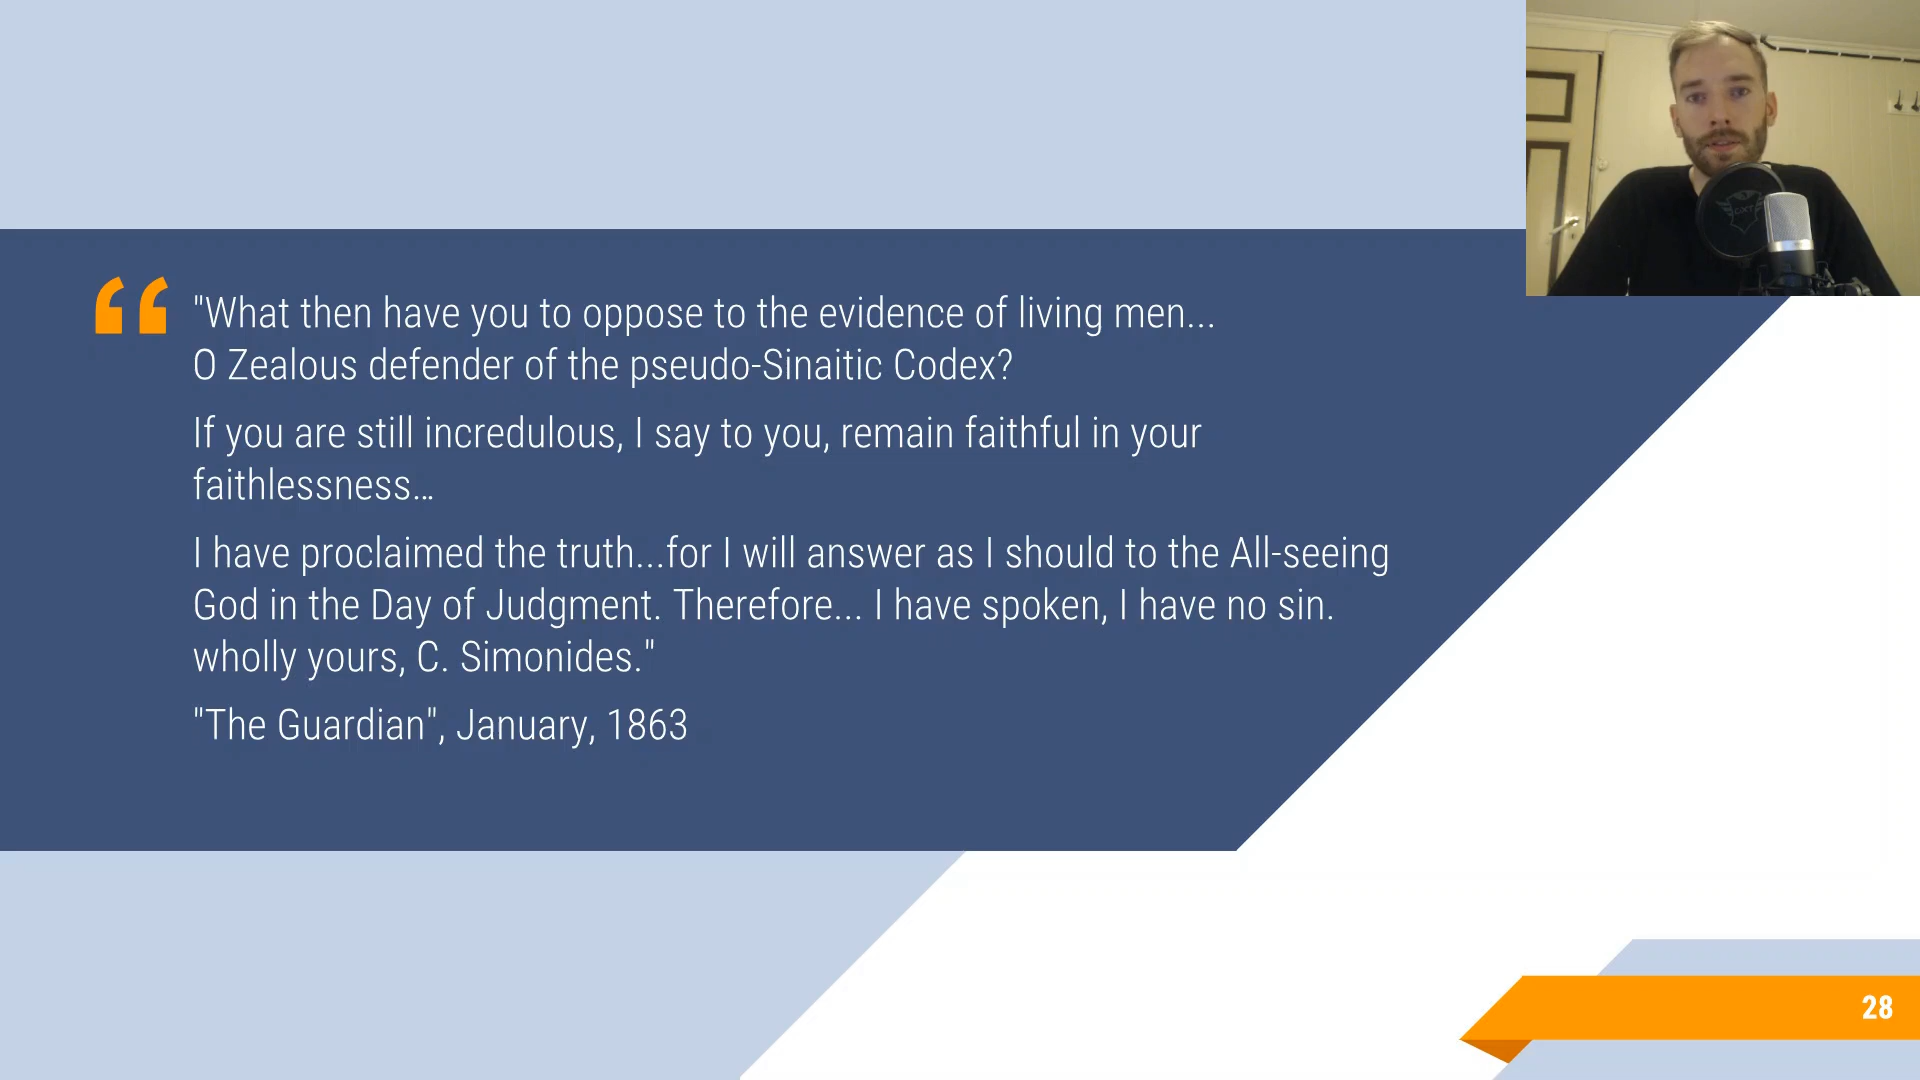 "What then have you to oppose to the evidence of living men...
O Zealous defender of the pseudo-Sinaitic Codex?
If you are still incredulous, I say to you, remain faithful in your
faithlessness…
I have proclaimed the truth...for I will answer as I should to the All-seeing
God in the Day of Judgment. Therefore... I have spoken, I have no sin.
wholly yours, C. Simonides."
"The Guardian", January, 1863
28